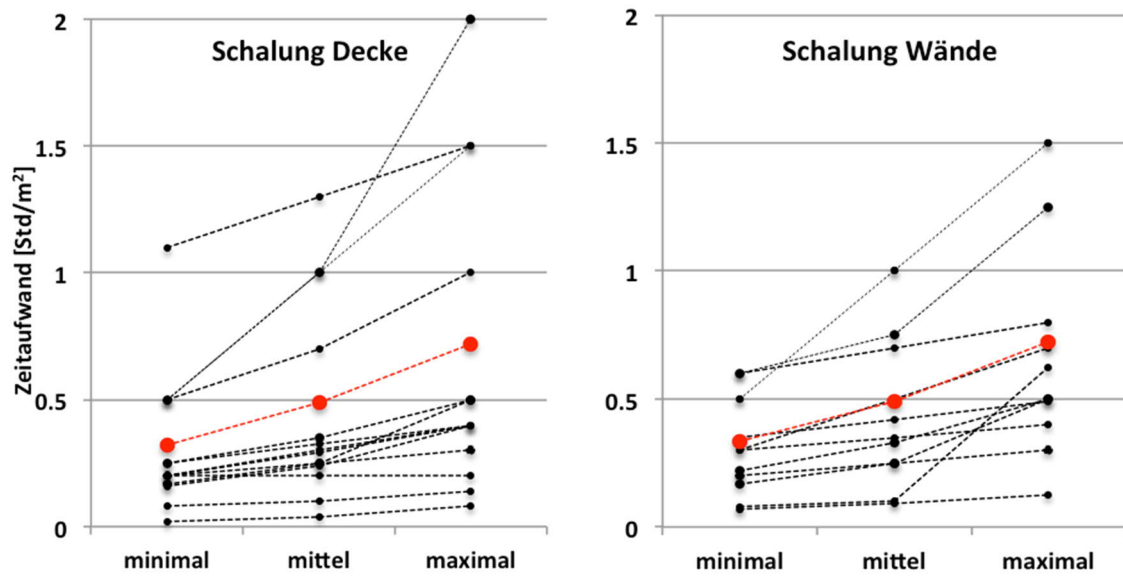 Schalung Decke
Zeitaufwand [Std/m²]
2
1.5
1
0.5
0
minimal mittel maximal
Schalung Wände
2
1.5
1
0.5
0
minimal mittel maximal